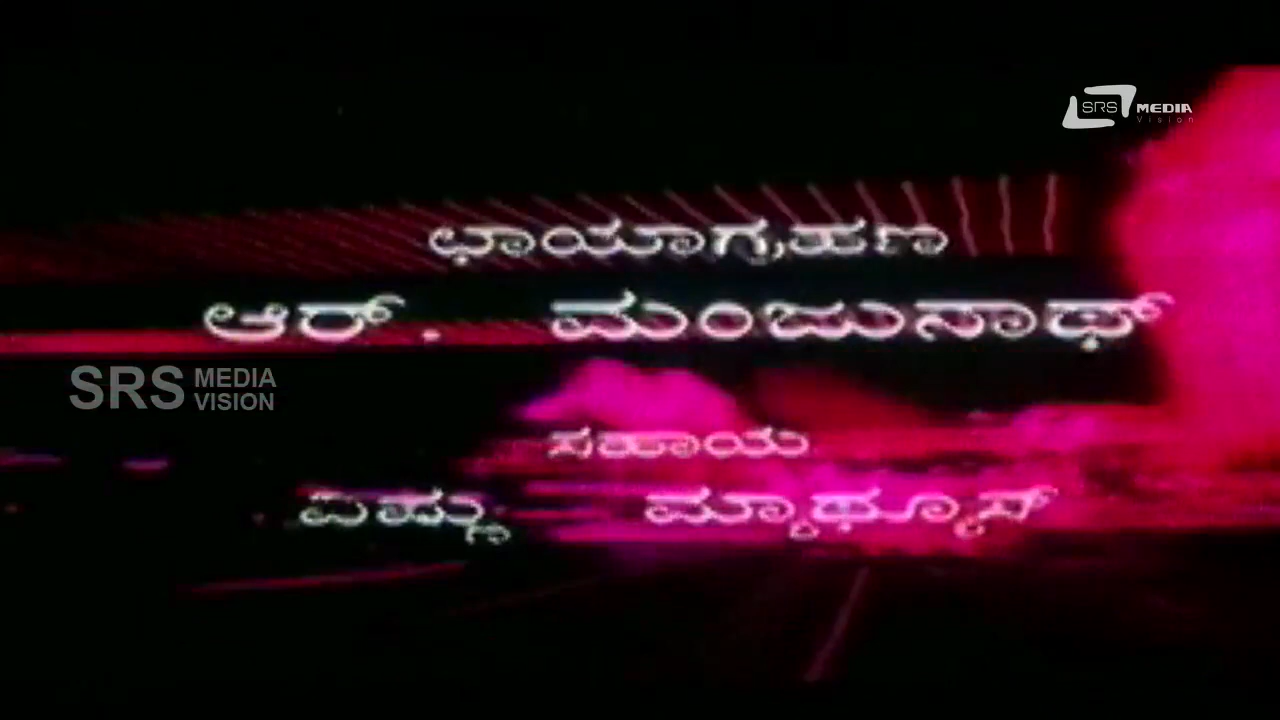 SRS MEDIA
Vision
ಛಾಯಾಗ್ರಹಣ
ಆರ್. ಮಂಜುನಾಥ್
SRS MEDIA
VISION
ಸಹಾಯ
ವಿಷ್ಣು ಮ್ಯಾಥ್ಯೂಸ್